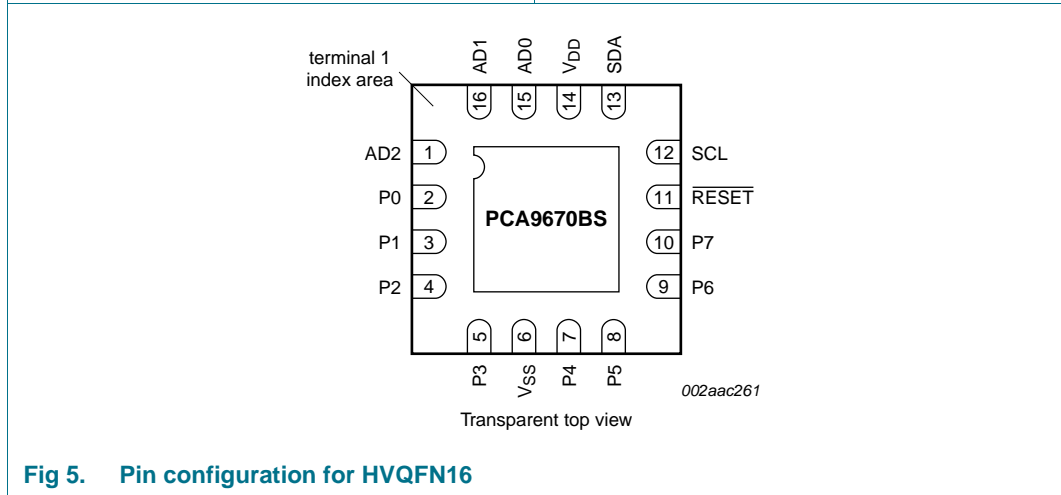 terminal 1
index area
AD1
AD0
VDD
SDA
16
15
14
13
AD2 1
12 SCL
P0 2
11 RESET
PCA9670BS
P1 3
10 P7
P2 4
9 P6
5
6
7
8
P3
VSS
P4
P5
002aac261
Transparent top view
Fig 5. Pin configuration for HVQFN16